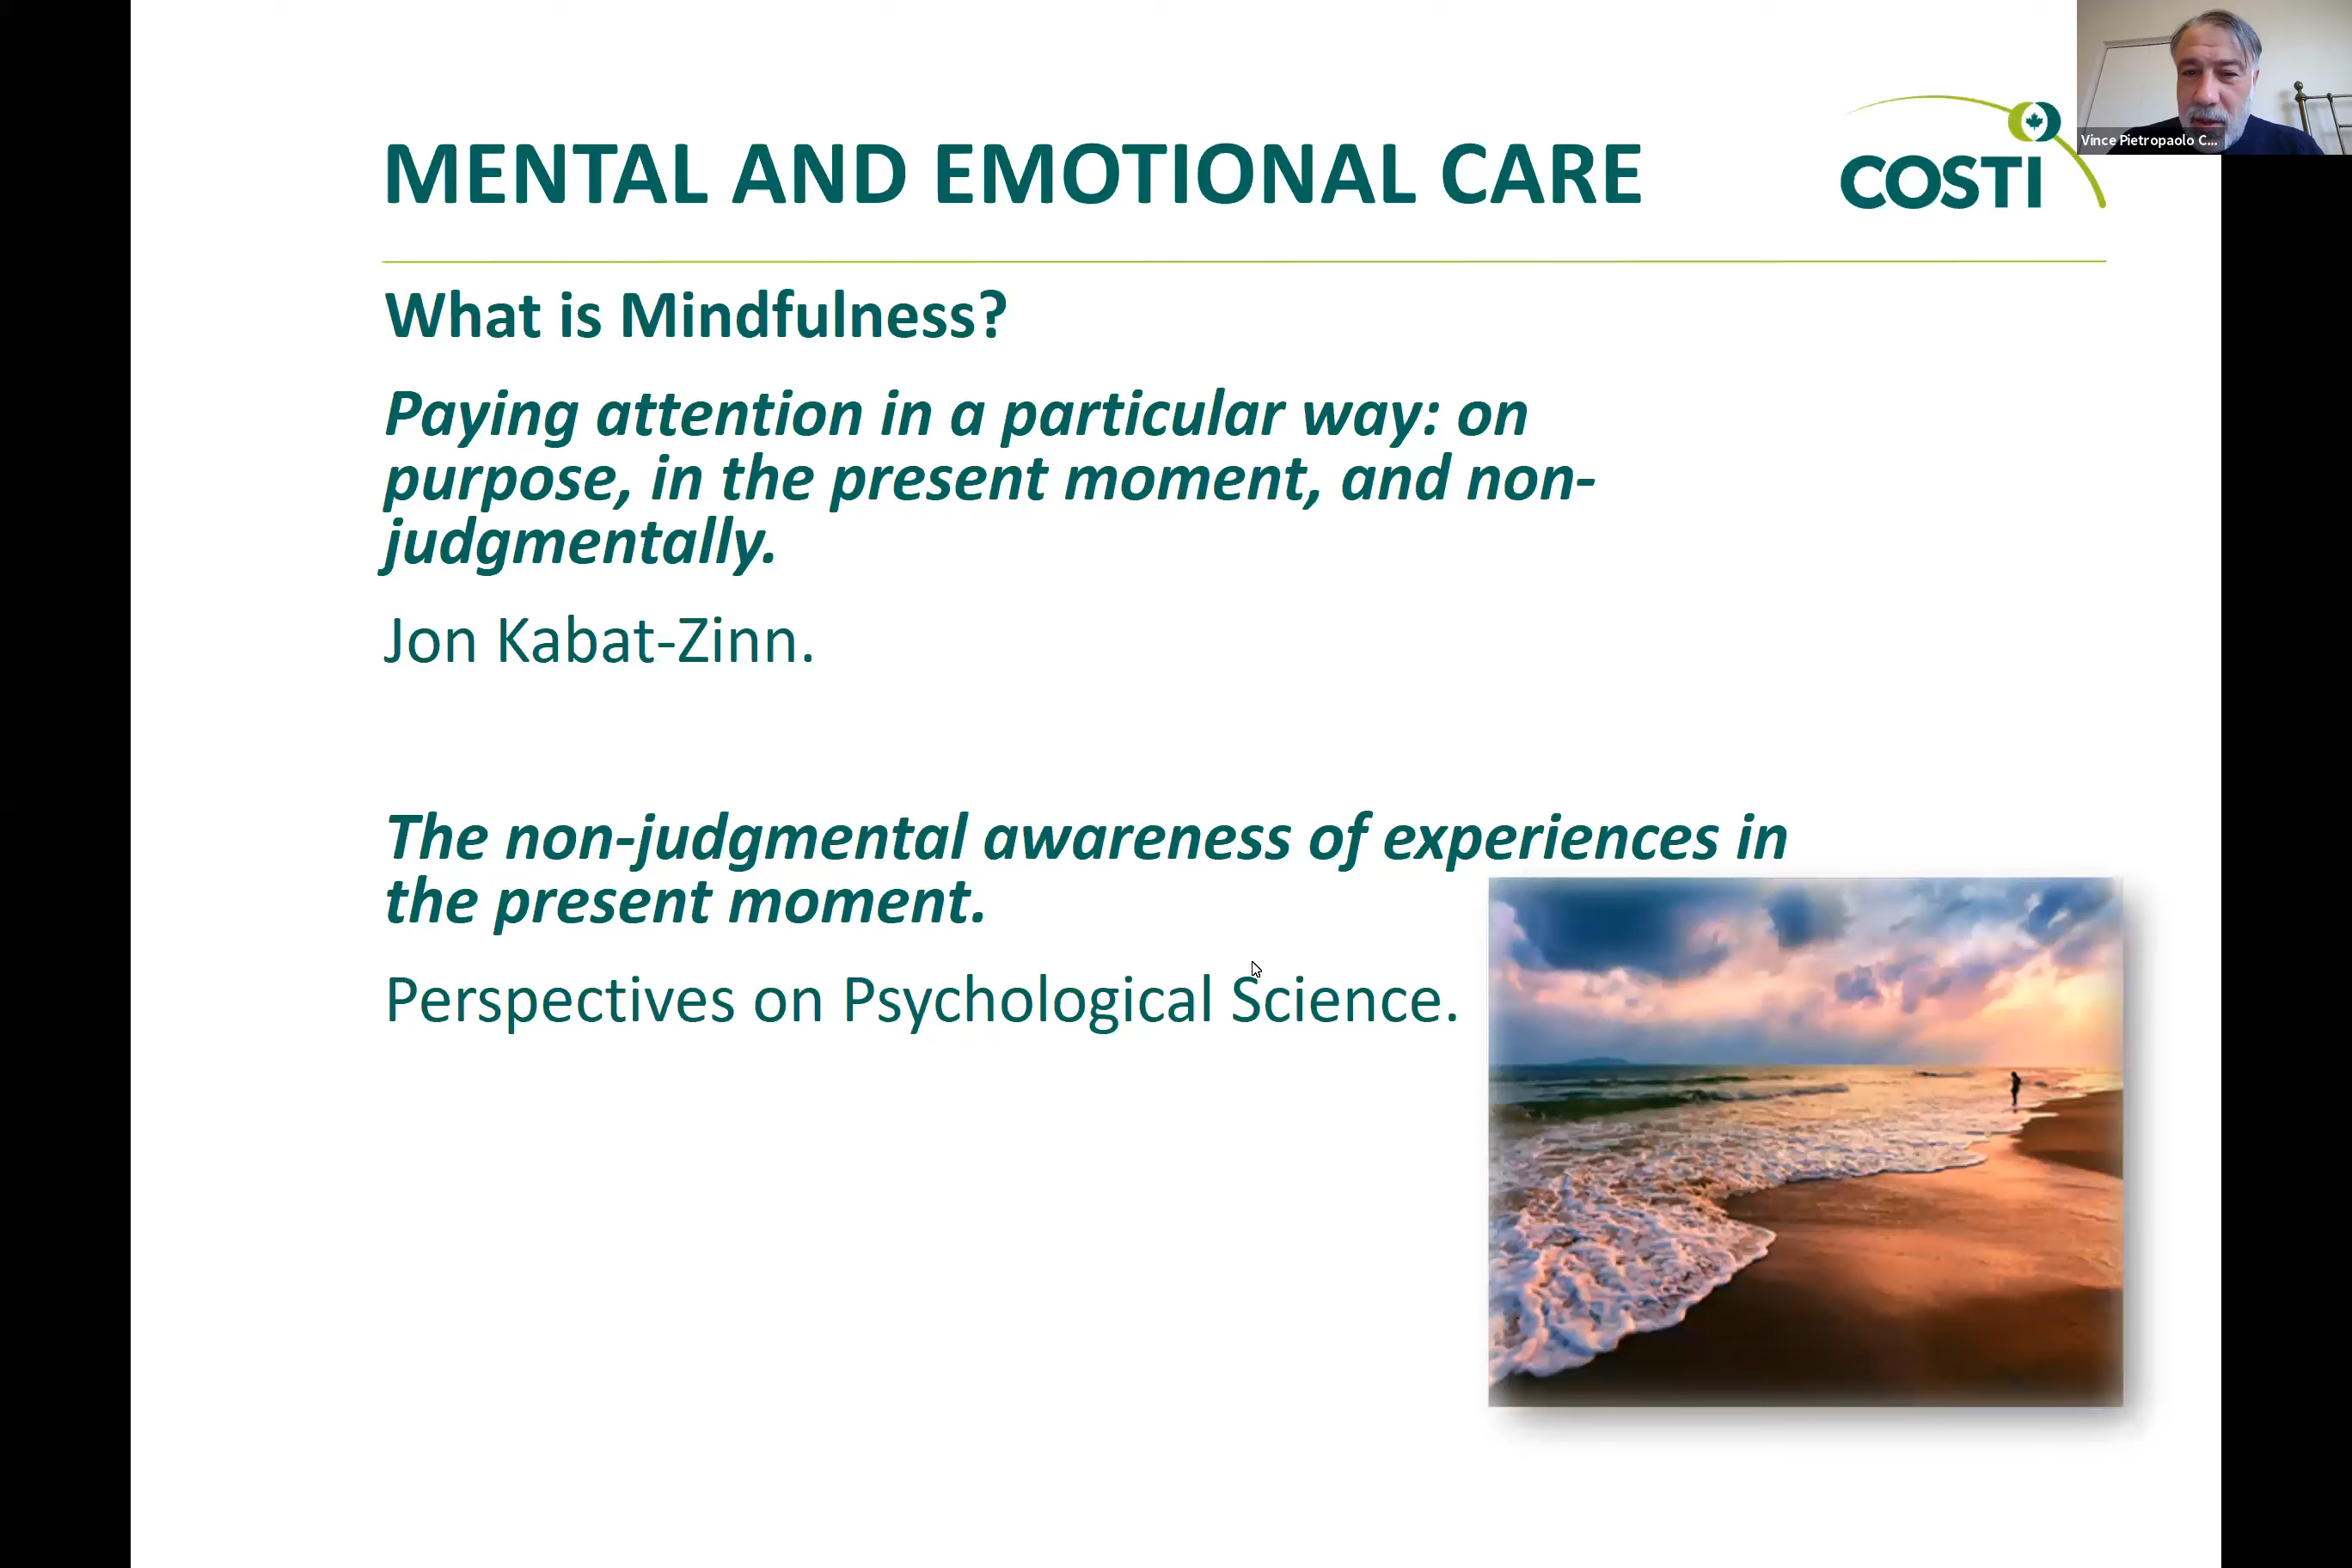 MENTAL AND EMOTIONAL CARE
COSTI
Vince Pietropaolo C...
What is Mindfulness?
Paying attention in a particular way: on
purpose, in the present moment, and non-
judgmentally.
Jon Kabat-Zinn.
The non-judgmental awareness of experiences in
the present moment.
Perspectives on Psychological Science.